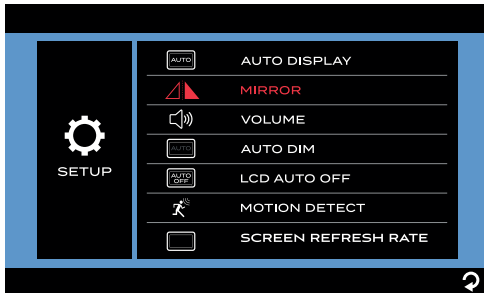 SETUP
AUTO
AUTO DISPLAY
MIRROR
VOLUME
AUTO
AUTO DIM
AUTO
OFF
LCD AUTO OFF
MOTION DETECT
SCREEN REFRESH RATE